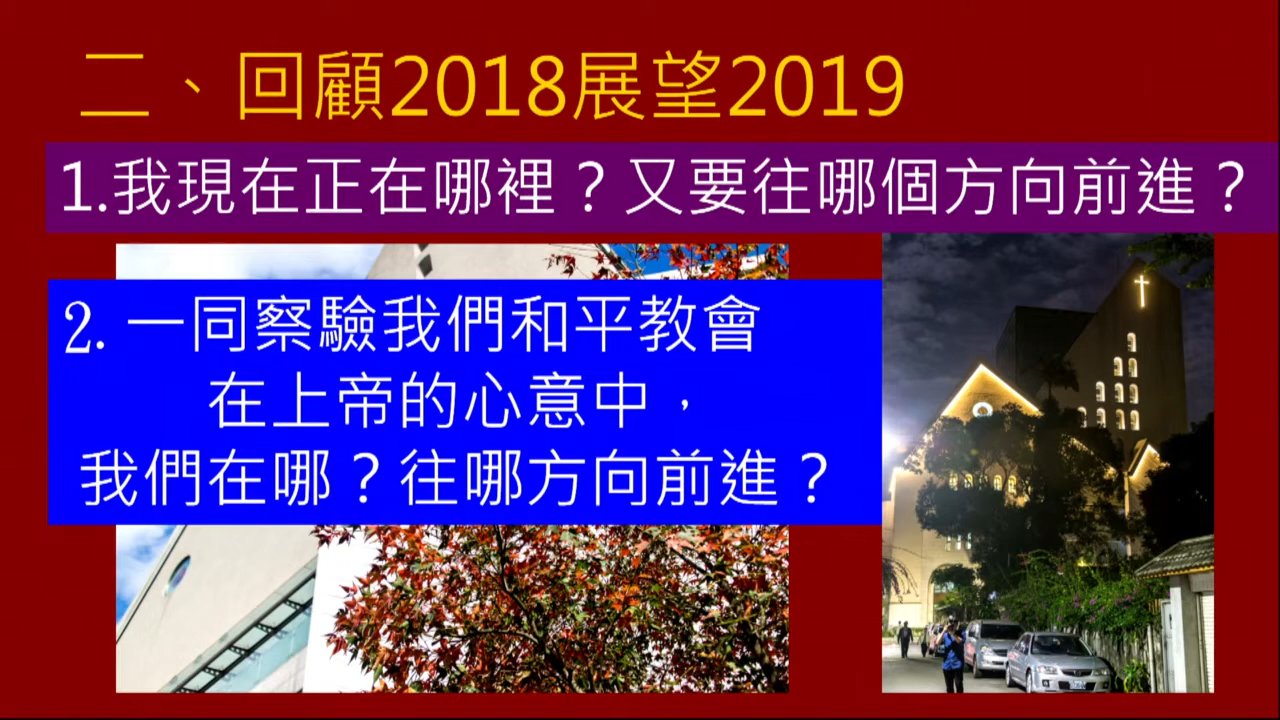 二、回顧2018展望2019
1.我現在正在哪裡？又要往哪個方向前進？
2. 一同察驗我們和平教會
在上帝的心意中，
我們在哪？往哪方向前進？